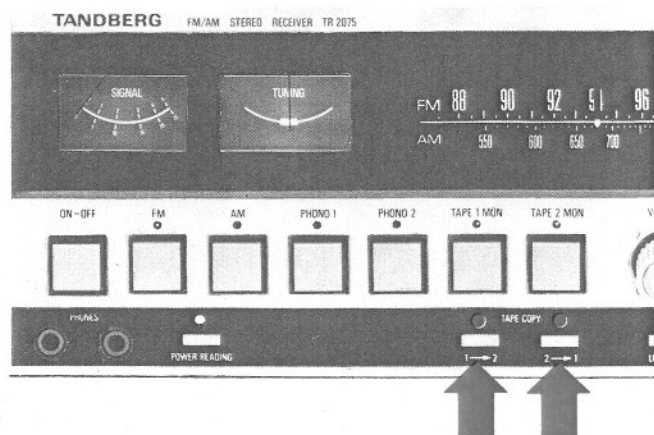 TANDBERG FM/AM STEREO RECEIVER TR 2075
SIGNAL
TUNING
FM 88 90 92 96
AM 550 600 650 700
ON-OFF FM AM PHONO 1 PHONO 2 TAPE 1 MON TAPE 2 MON
PHONES
TAPE COPY
POWER READING
1→2 2→1